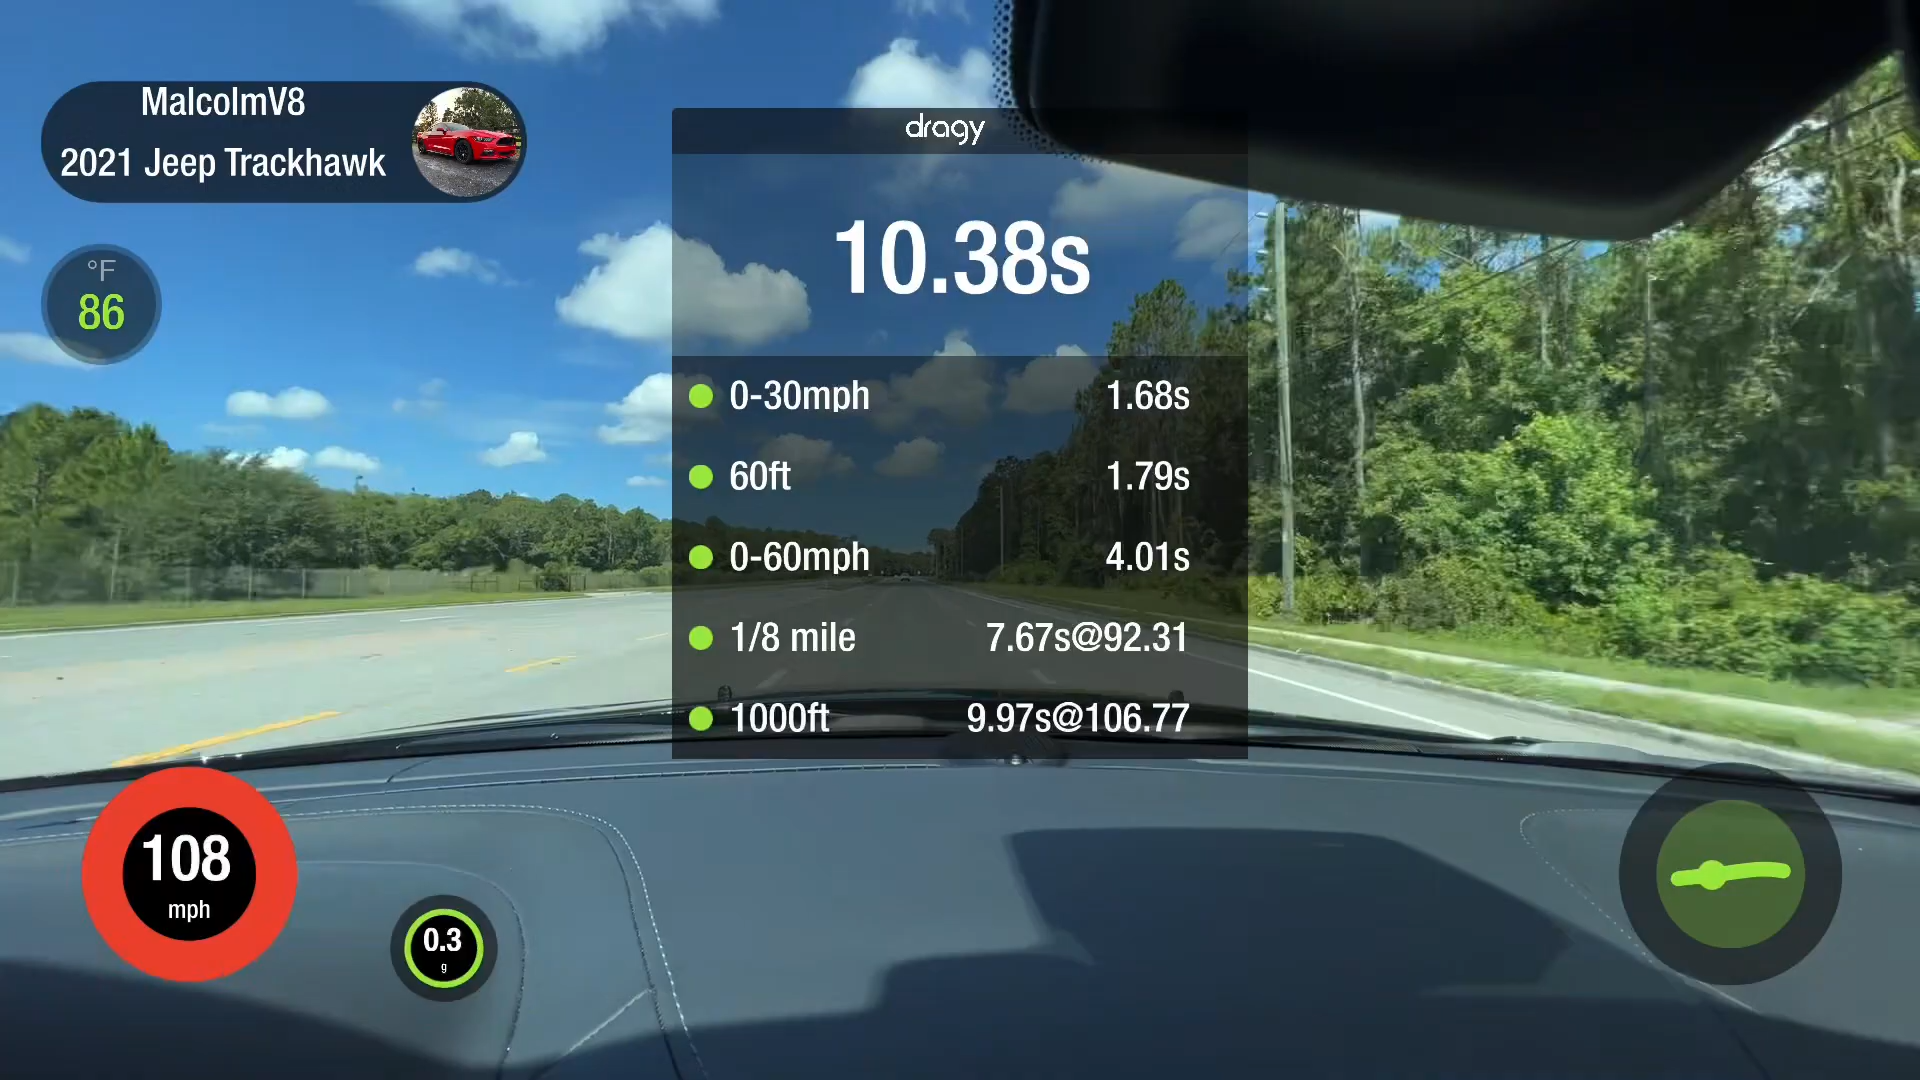 MalcolmV8
2021 Jeep Trackhawk
°F
86
dragy
10.38s
0-30mph 1.68s
60ft 1.79s
0-60mph 4.01s
1/8 mile 7.67s@92.31
1000ft 9.97s@106.77
108
mph
0.3
g